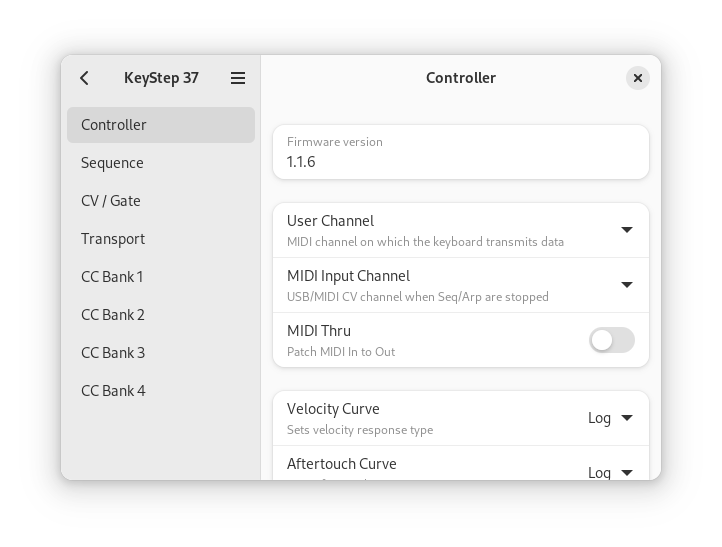 KeyStep 37
Controller
Sequence
CV / Gate
Transport
CC Bank 1
CC Bank 2
CC Bank 3
CC Bank 4
Controller
Firmware version
1.1.6
User Channel
MIDI channel on which the keyboard transmits data
MIDI Input Channel
USB/MIDI CV channel when Seq/Arp are stopped
MIDI Thru
Patch MIDI In to Out
Velocity Curve
Log
Sets velocity response type
Aftertouch Curve
Log